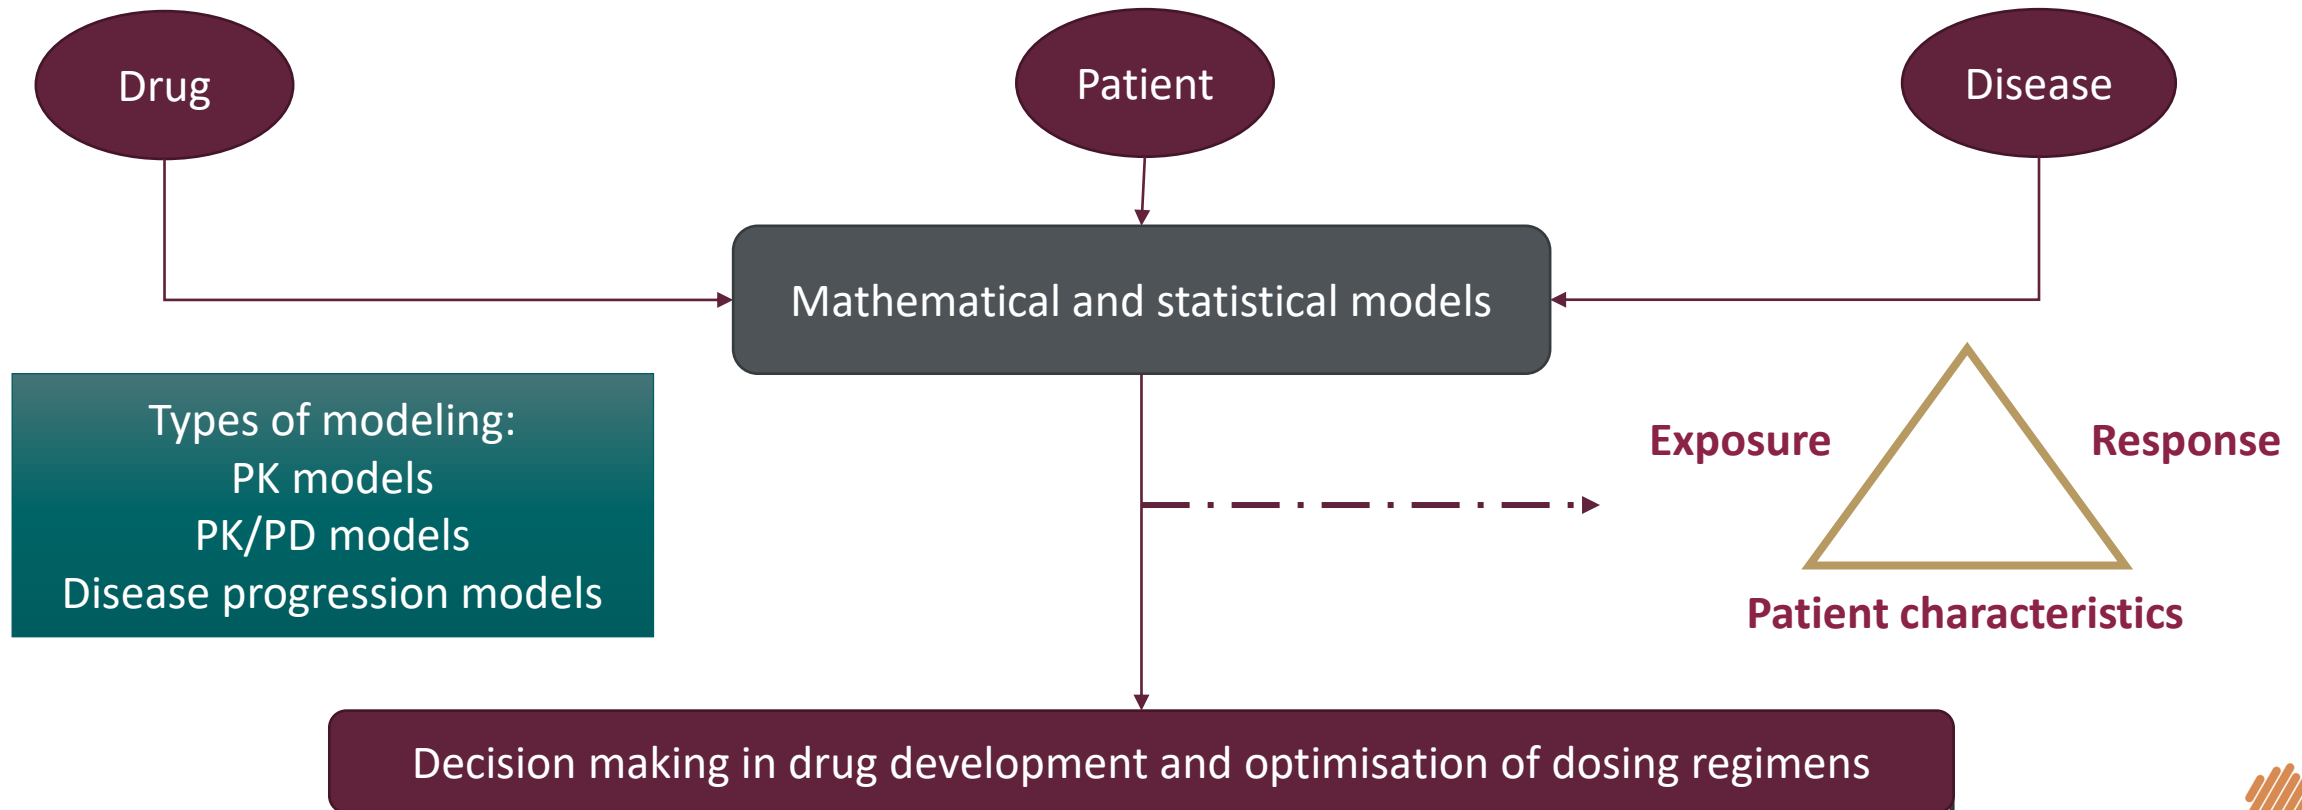 Drug
Patient
Disease
Mathematical and statistical models
Types of modeling:
PK models
PK/PD models
Disease progression models
Exposure
Response
Patient characteristics
Decision making in drug development and optimisation of dosing regimens